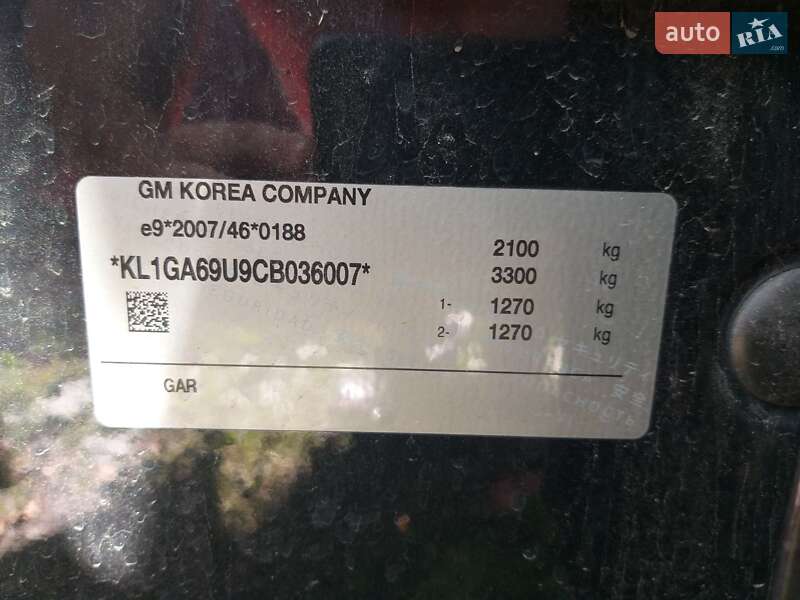 auto RIA .com
GM KOREA COMPANY
e9*2007/46*0188
2100 kg
*KL1GA69U9CB036007*
3300 kg
1- 1270 kg
2- 1270 kg
GAR